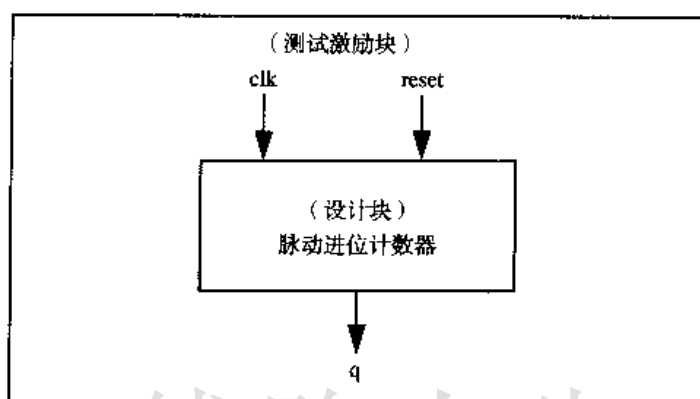 （测试激励块）
clk reset
（设计块）
脉动进位计数器
q